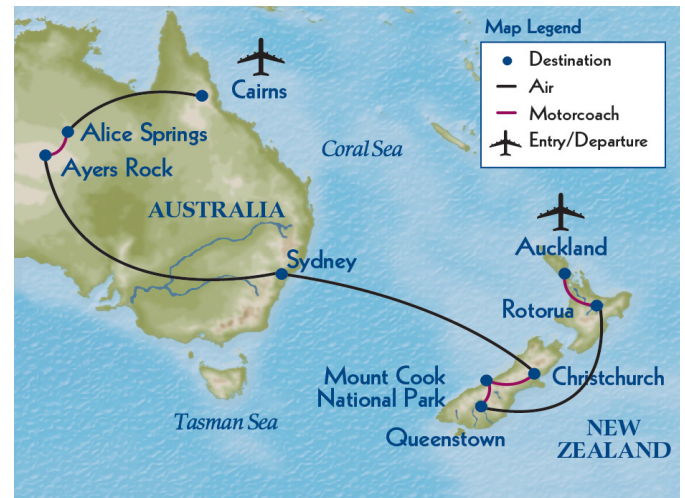 Map Legend
Destination
Air
Motorcoach
Entry/Departure
Cairns
Alice Springs
Ayers Rock
Coral Sea
AUSTRALIA
Sydney
Auckland
Rotorua
Christchurch
Mount Cook
National Park
Queenstown
Tasman Sea
NEW
ZEALAND